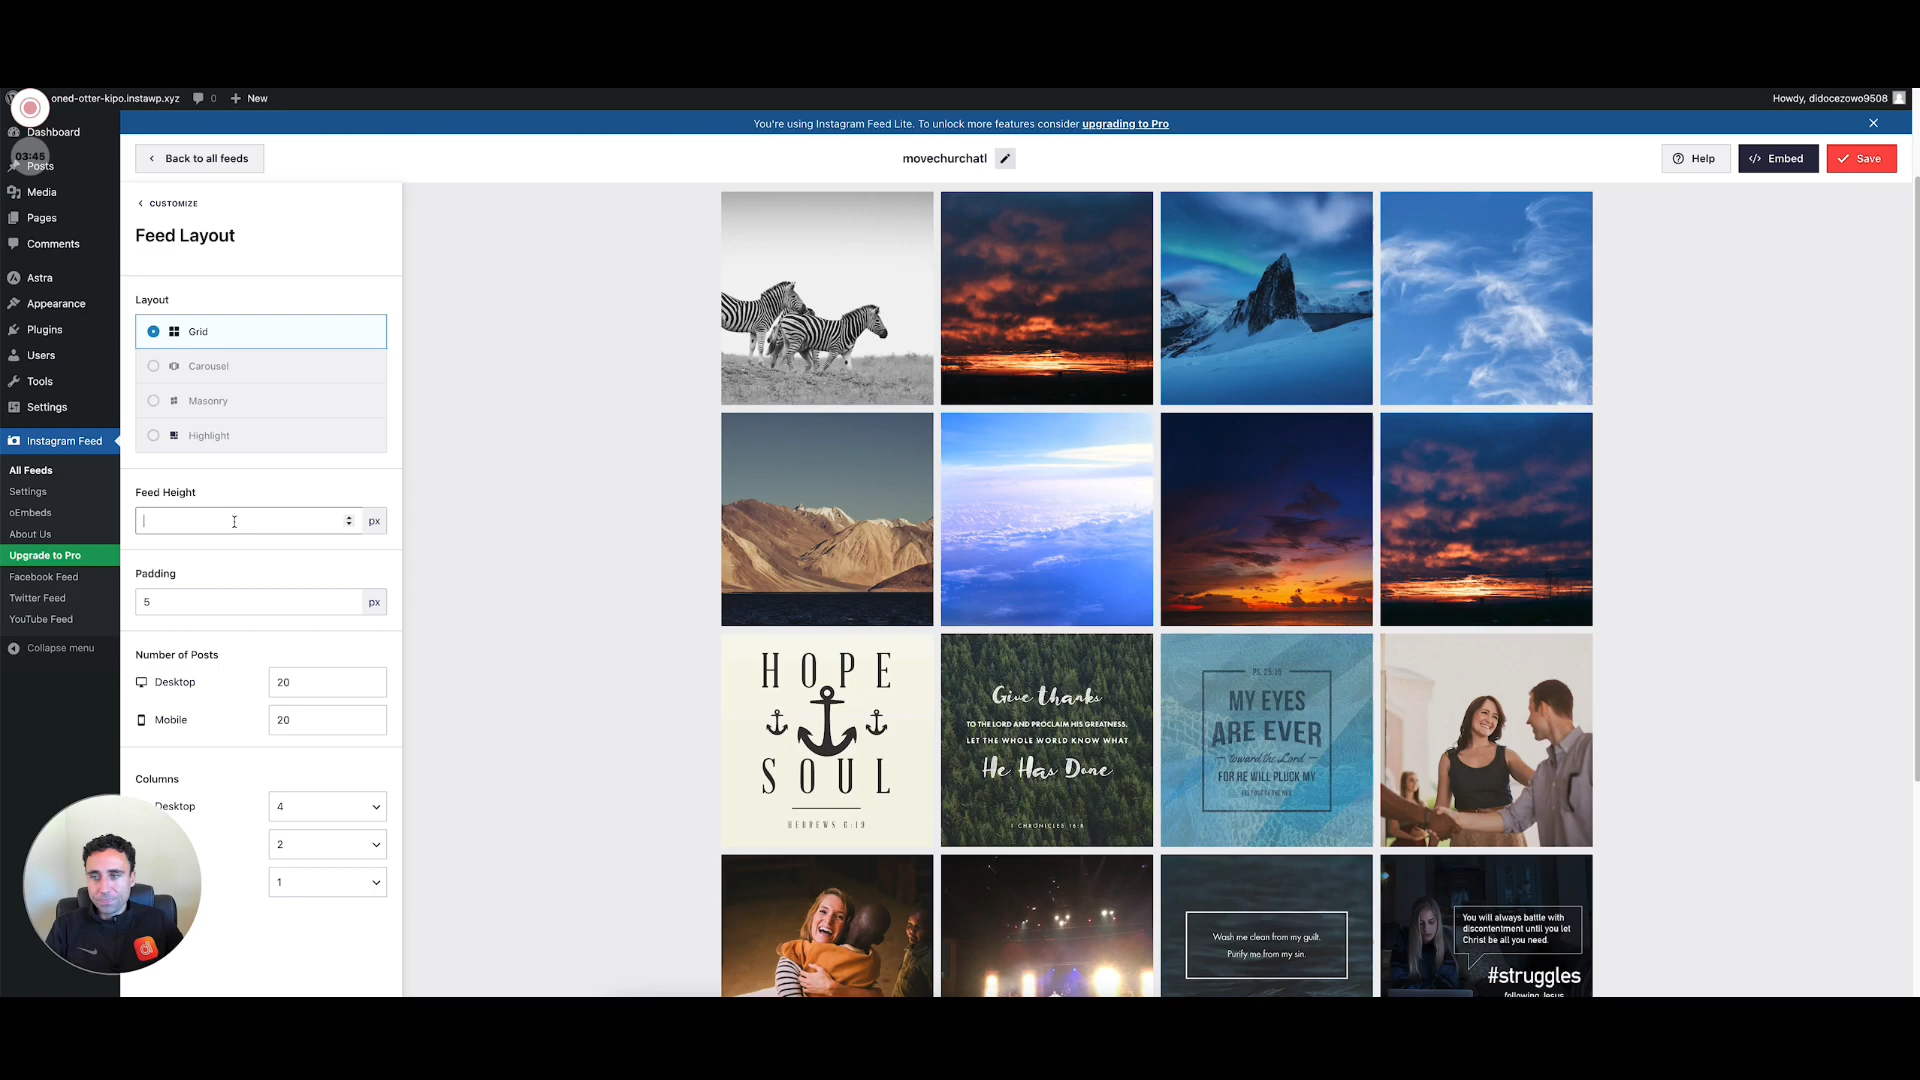 oned-otter-kipo.instawp.xyz
0
New
Howdy, didocezowo9508
You're using Instagram Feed Lite. To unlock more features consider upgrading to Pro
03:45
Dashboard
Posts
Media
Pages
Comments
Astra
Appearance
Plugins
Users
Tools
Settings
Instagram Feed
All Feeds
Settings
oEmbeds
About Us
Upgrade to Pro
Facebook Feed
Twitter Feed
YouTube Feed
Collapse menu
Back to all feeds
movechurchatl
Help
</> Embed
Save
CUSTOMIZE
Feed Layout
Layout
Grid
Carousel
Masonry
Highlight
Feed Height
px
Padding
5
px
Number of Posts
Desktop
20
Mobile
20
Columns
Desktop
4
2
1
HOPE
SOUL
HEBREWS 6:19
Give thanks
TO THE LORD AND PROCLAIM HIS GREATNESS.
LET THE WHOLE WORLD KNOW WHAT
He Has Done
1 CHRONICLES 16:8
PS. 25:15
MY EYES
ARE EVER
toward the Lord
FOR HE WILL PLUCK MY
Wash me clean from my guilt.
Purify me from my sin.
You will always battle with
discontentment until you let
Christ be all you need.
#struggles
following Jesus